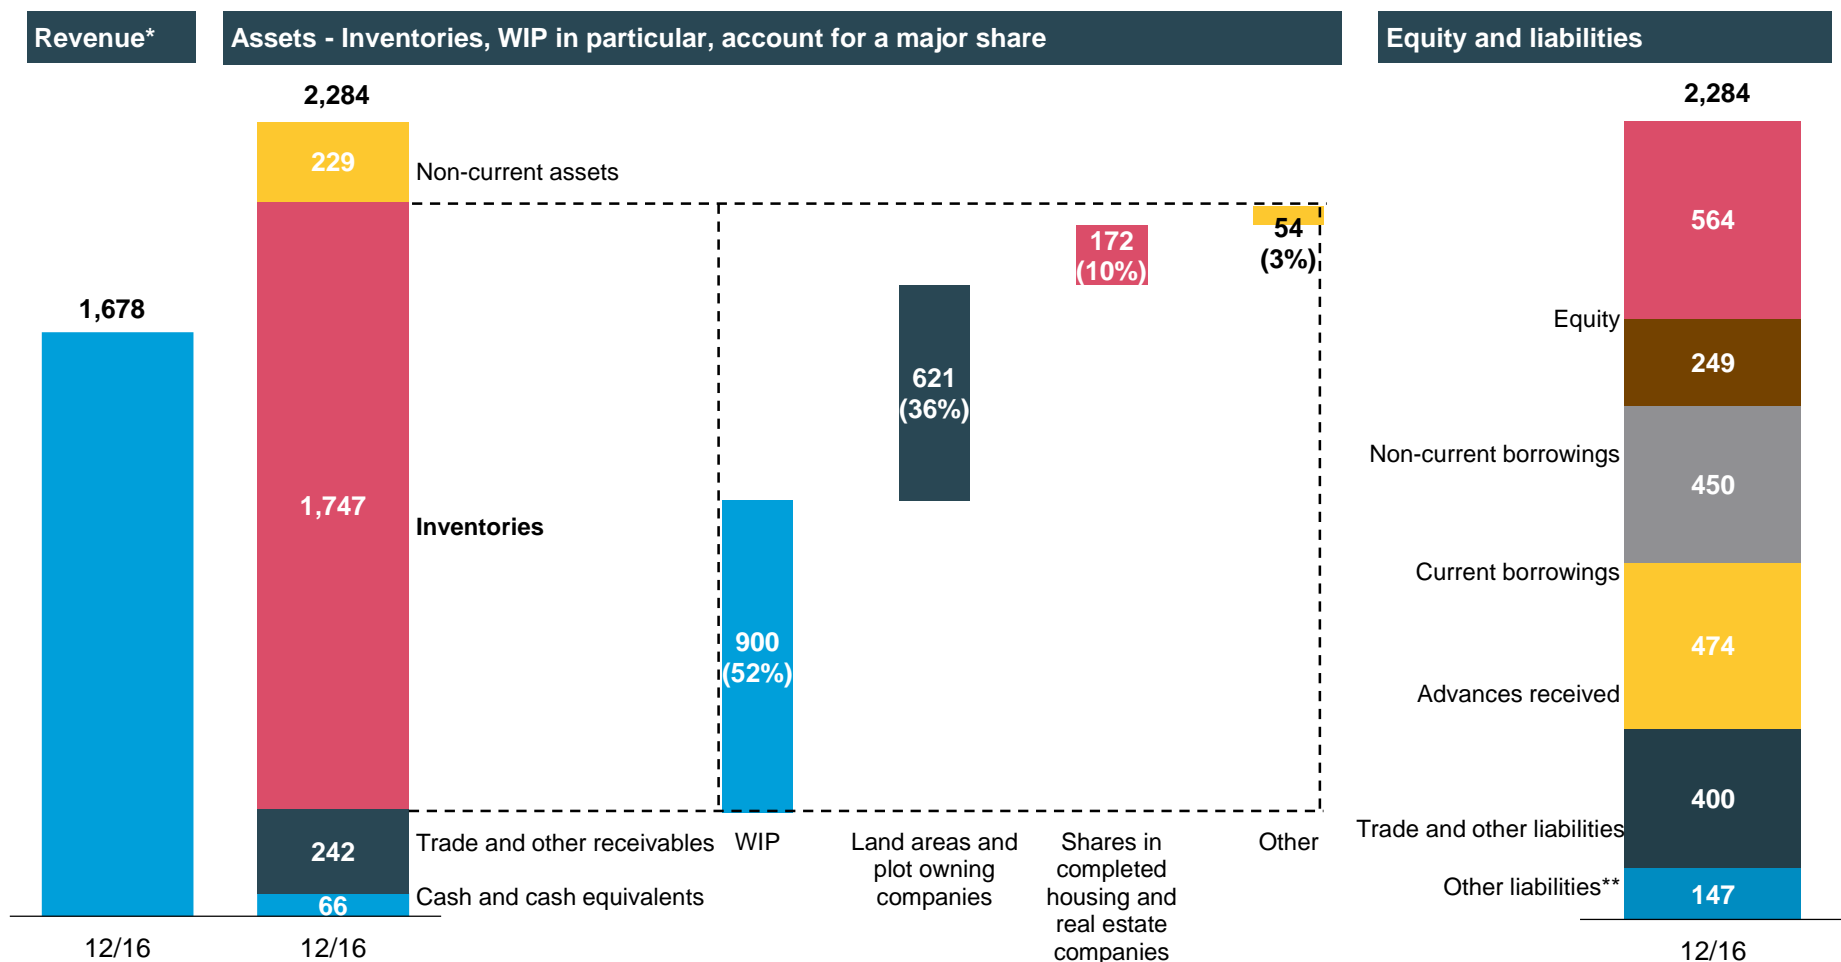 Revenue*
Assets - Inventories, WIP in particular, account for a major share
Equity and liabilities
1,678
12/16
2,284
229
Non-current assets
1,747
Inventories
242
Trade and other receivables
66
Cash and cash equivalents
12/16
900
(52%)
WIP
621
(36%)
Land areas and
plot owning
companies
172
(10%)
Shares in
completed
housing and
real estate
companies
54
(3%)
Other
2,284
564
Equity
249
Non-current borrowings
450
Current borrowings
474
Advances received
400
Trade and other liabilities
147
Other liabilities**
12/16